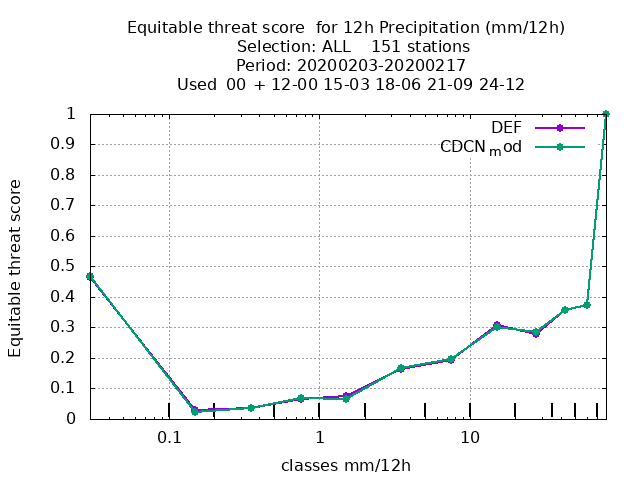 Equitable threat score  for 12h Precipitation (mm/12h)
Selection: ALL    151 stations
Period: 20200203-20200217
Used  00 + 12-00 15-03 18-06 21-09 24-12
DEF
CDCN_mod
Equitable threat score
1
0.9
0.8
0.7
0.6
0.5
0.4
0.3
0.2
0.1
0
0.1 1 10
classes mm/12h